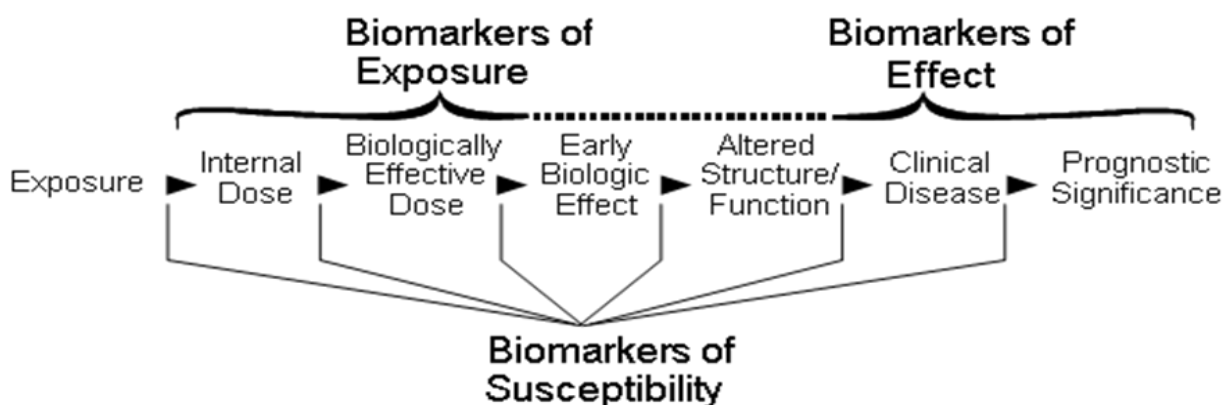 Biomarkers of
Exposure
Biomarkers of
Effect
Exposure
Internal
Dose
Biologically
Effective
Dose
Early
Biologic
Effect
Altered
Structure/
Function
Clinical
Disease
Prognostic
Significance
Biomarkers of
Susceptibility